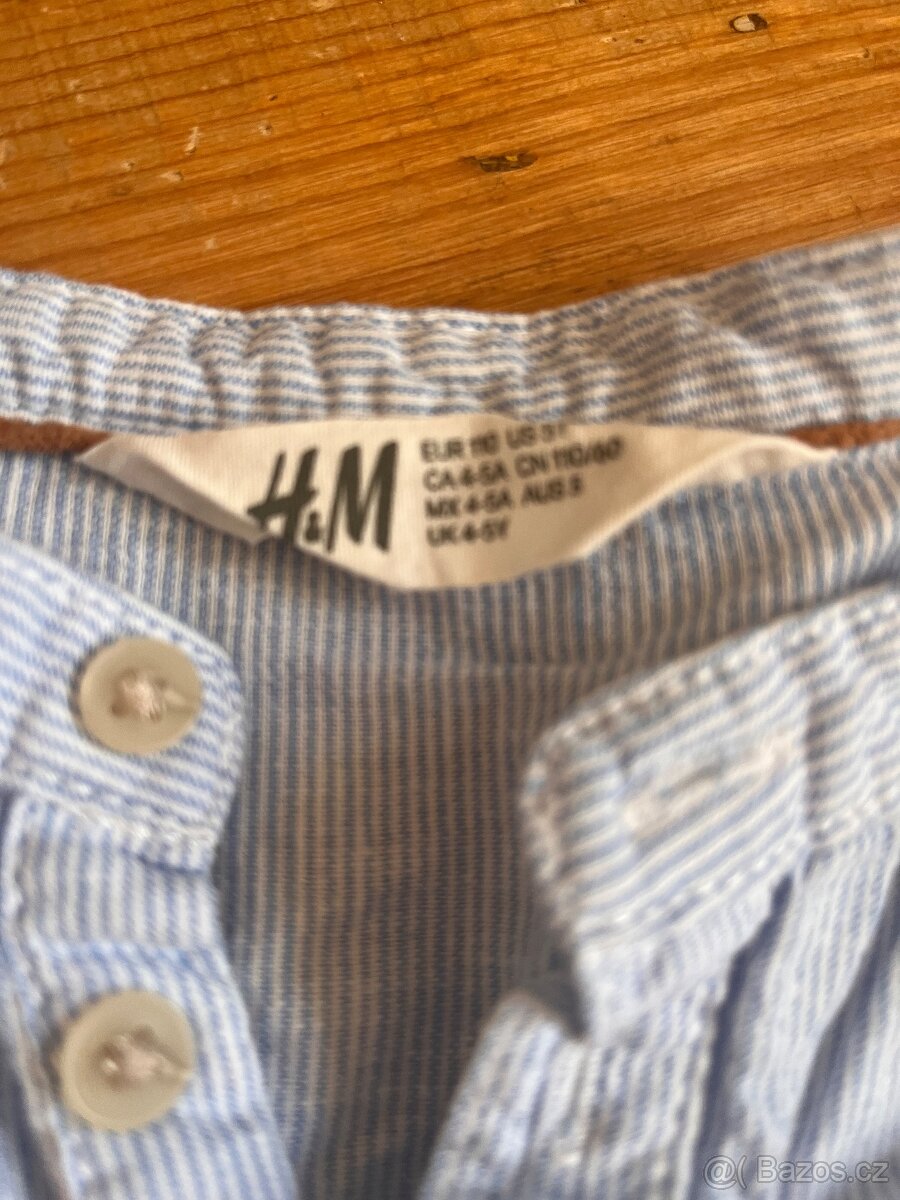 H&M
EUR 110 US 5Y
CA 4-5A CN 110/60
MX 4-5A AUS 5
UK 4-5Y
@( Bazos.cz